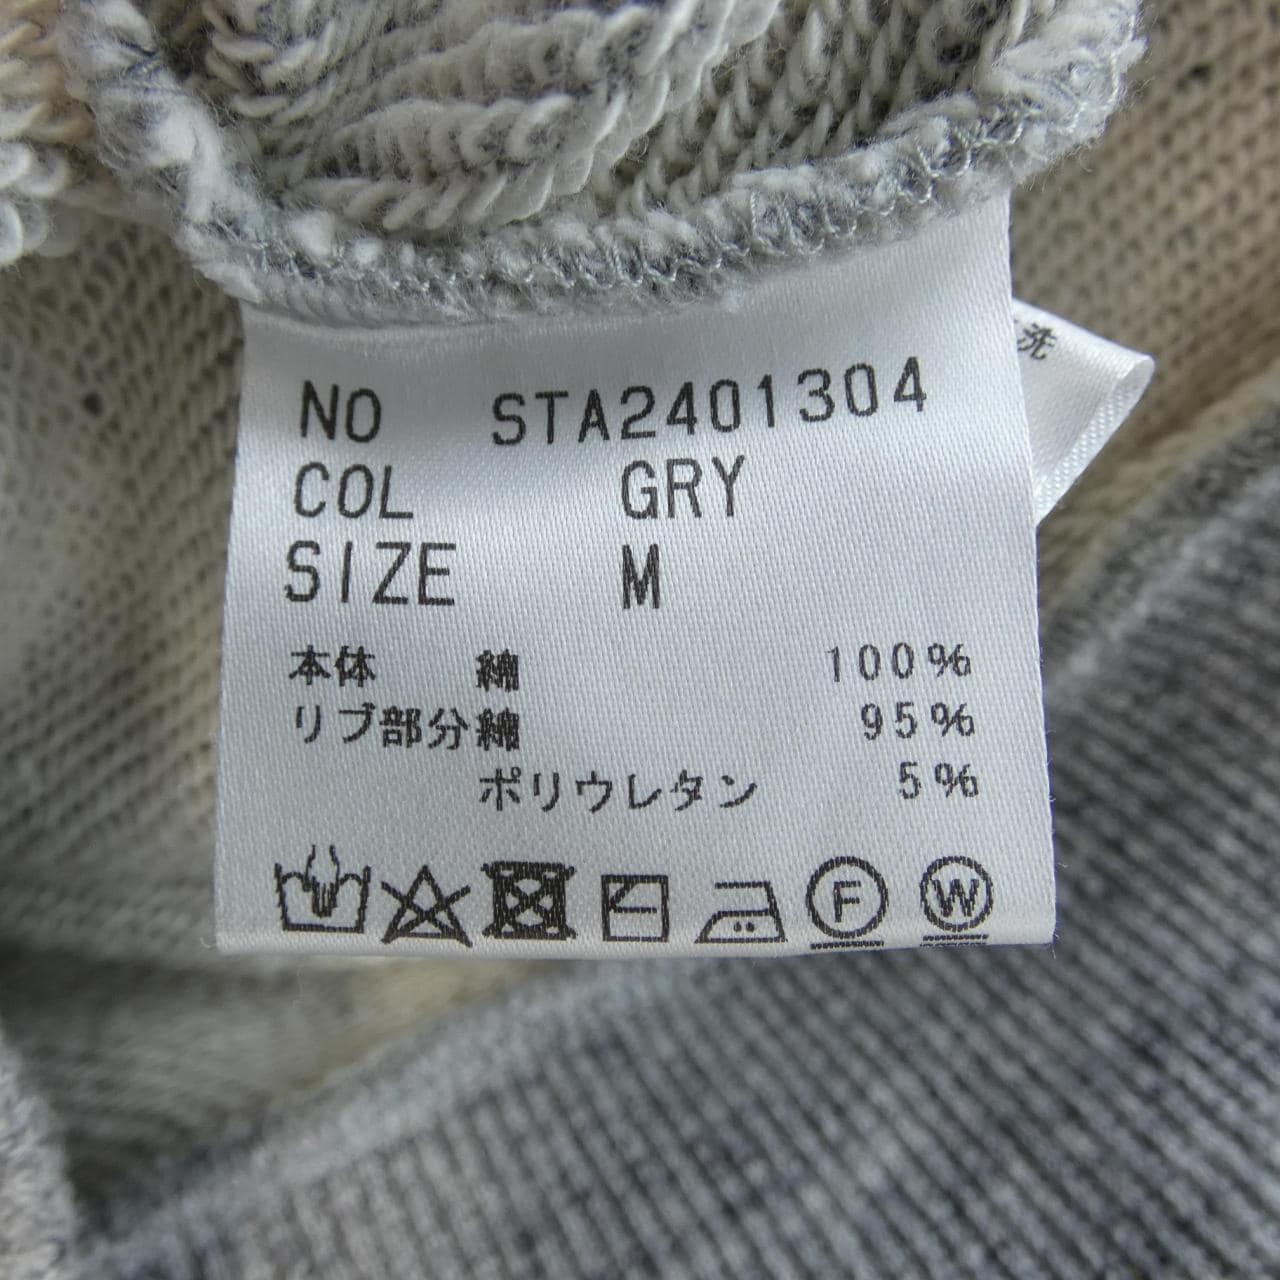 NO STA2401304
COL GRY
SIZE M
本体 綿 100%
リブ部分綿 95%
ポリウレタン 5%
F W
洗